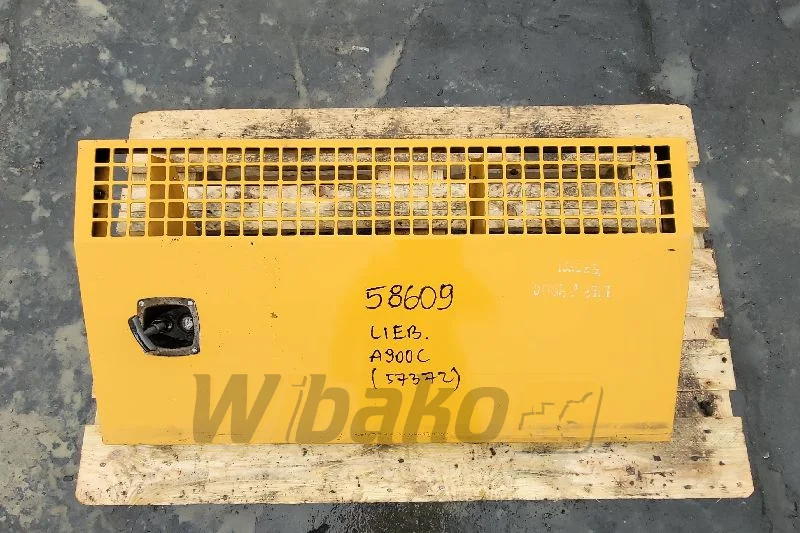 58609
LIEB.
A900C
(57372)
Wibako